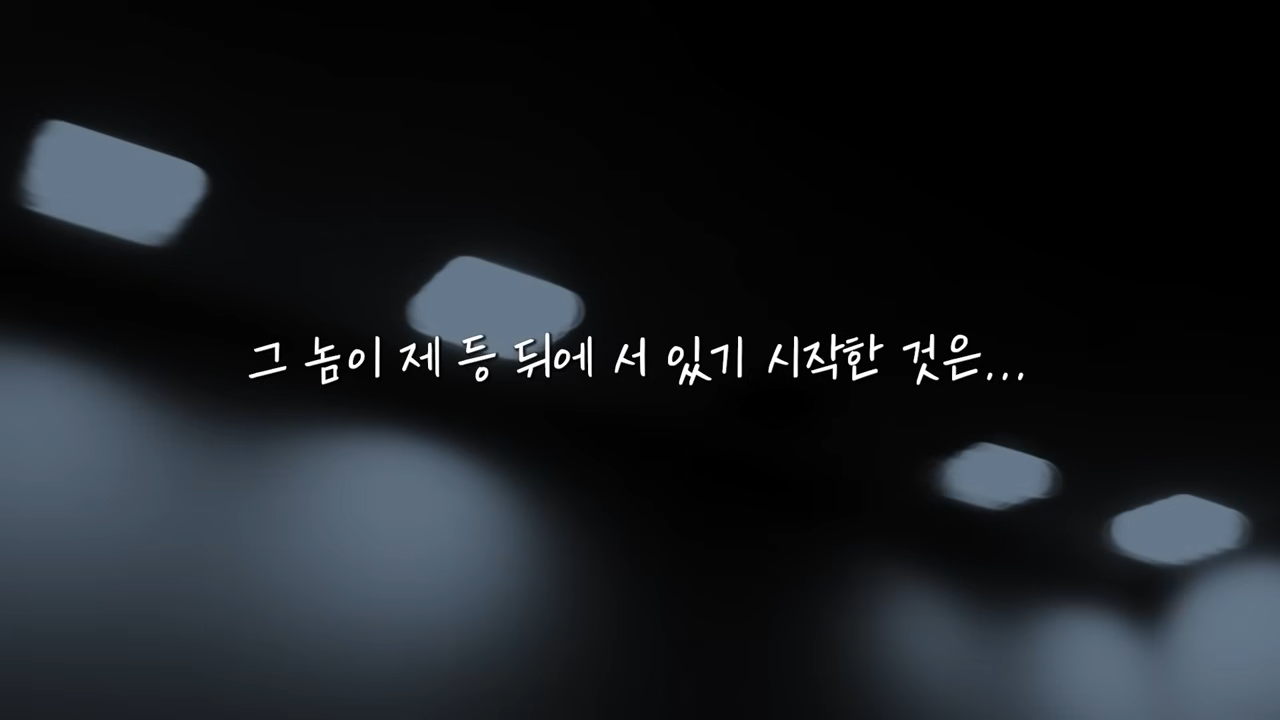 그 놈이 제 등 뒤에 서 있기 시작한 것은...